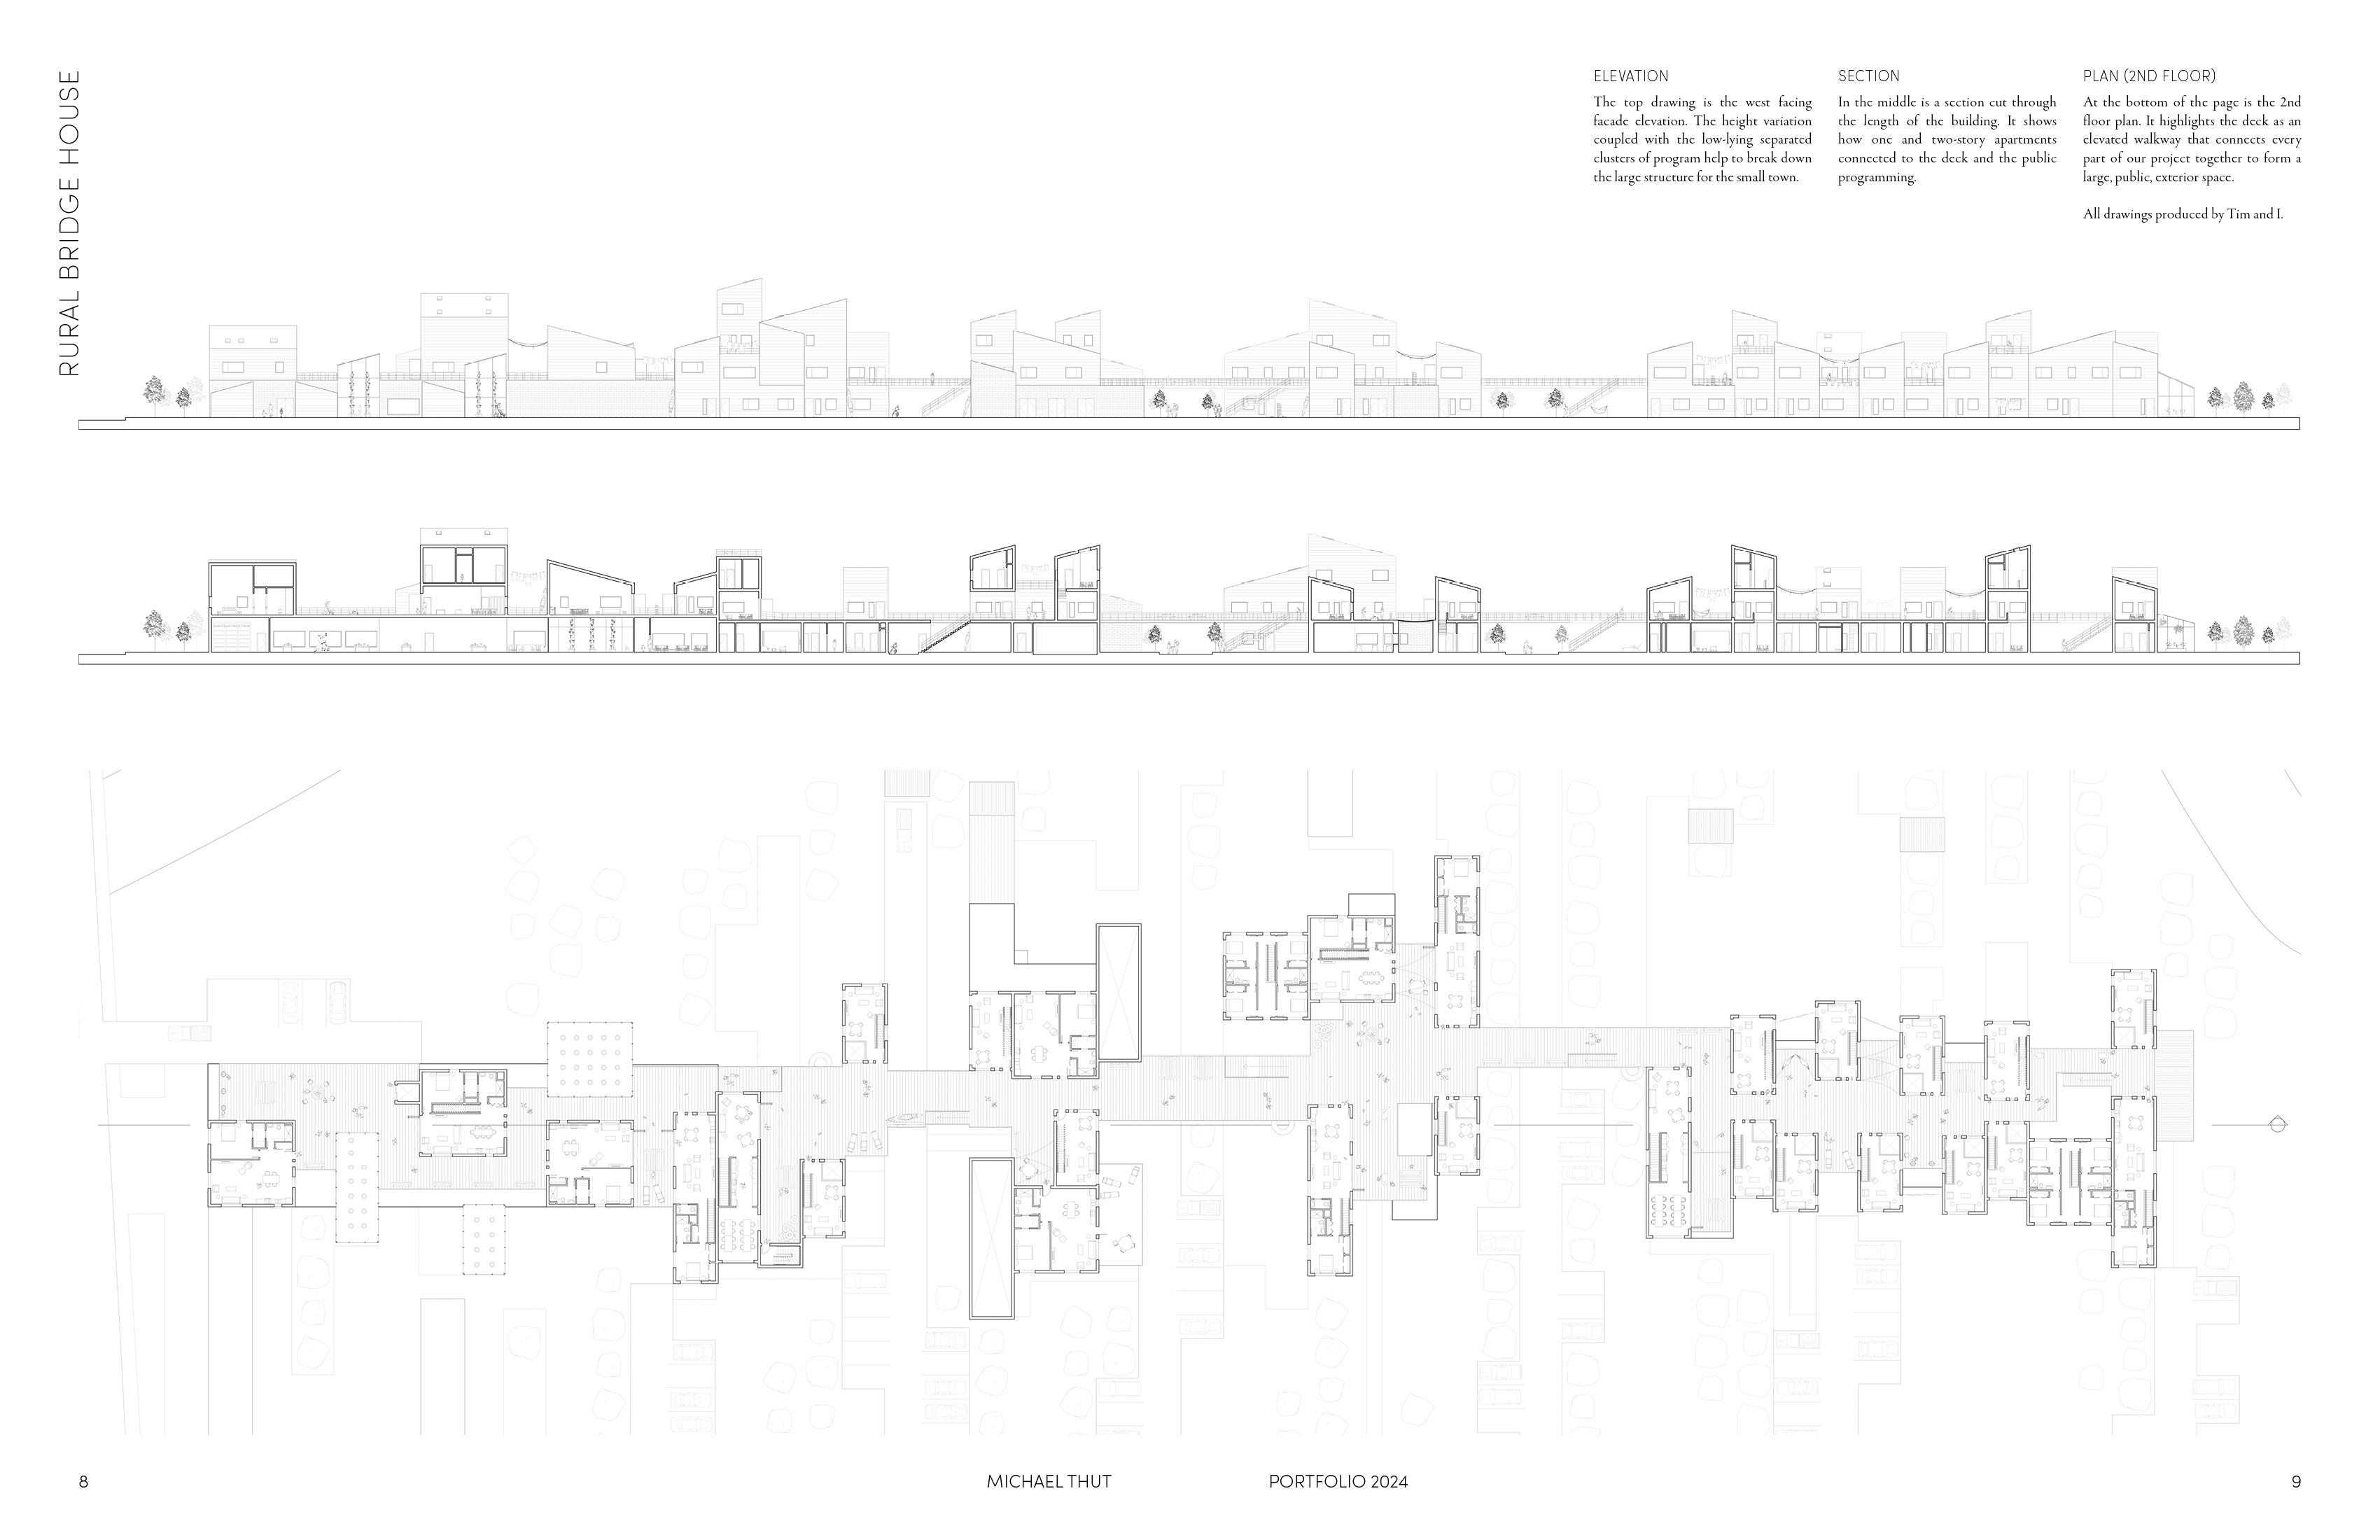 RURAL BRIDGE HOUSE
ELEVATION
The top drawing is the west facing
facade elevation. The height variation
coupled with the low-lying separated
clusters of program help to break down
the large structure for the small town.
SECTION
In the middle is a section cut through
the length of the building. It shows
how one and two-story apartments
connected to the deck and the public
programming.
PLAN (2ND FLOOR)
At the bottom of the page is the 2nd
floor plan. It highlights the deck as an
elevated walkway that connects every
part of our project together to form a
large, public, exterior space.
All drawings produced by Tim and I.
8
MICHAEL THUT
PORTFOLIO 2024
9